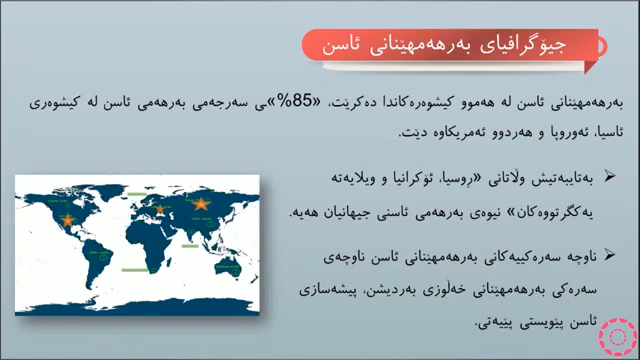 جیۆگرافیای بەرهەمهێنانی ئاسن
بەرهەمهێنانی ئاسن لە هەموو کیشوەرەکاندا دەکرێت، «85%»ی سەرجەمی بەرهەمی ئاسن لە کیشوەری
ئاسیا، ئەوروپا و هەردوو ئەمریکاوە دێت.
بەتایبەتیش وڵاتانی «ڕوسیا، ئۆکرانیا و ویلایەتە
یەکگرتووەکان» نیوەی بەرهەمی ئاسنی جیهانیان هەیە.
ناوچە سەرەکییەکانی بەرهەمهێنانی ئاسن ناوچەی
سەرەکی بەرهەمهێنانی خەڵوزی بەردیشن، پیشەسازی
ئاسن پێویستی پێیەتی.